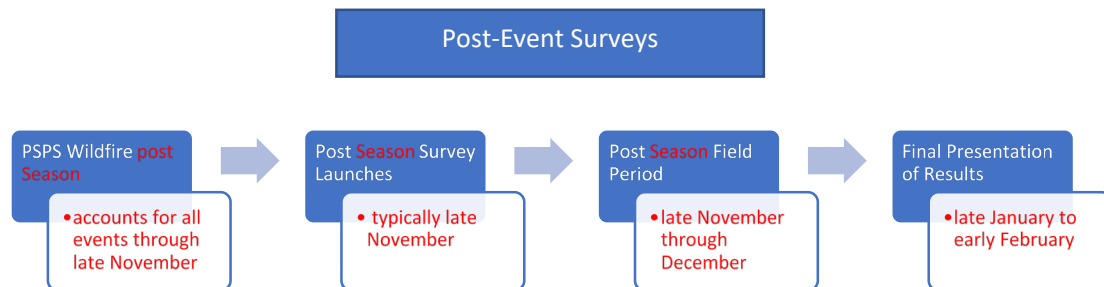 Post-Event Surveys
PSPS Wildfire post
Season
•accounts for all
events through
late November
Post Season Survey
Launches
• typically late
November
Post Season Field
Period
•late November
through
December
Final Presentation
of Results
•late January to
early February